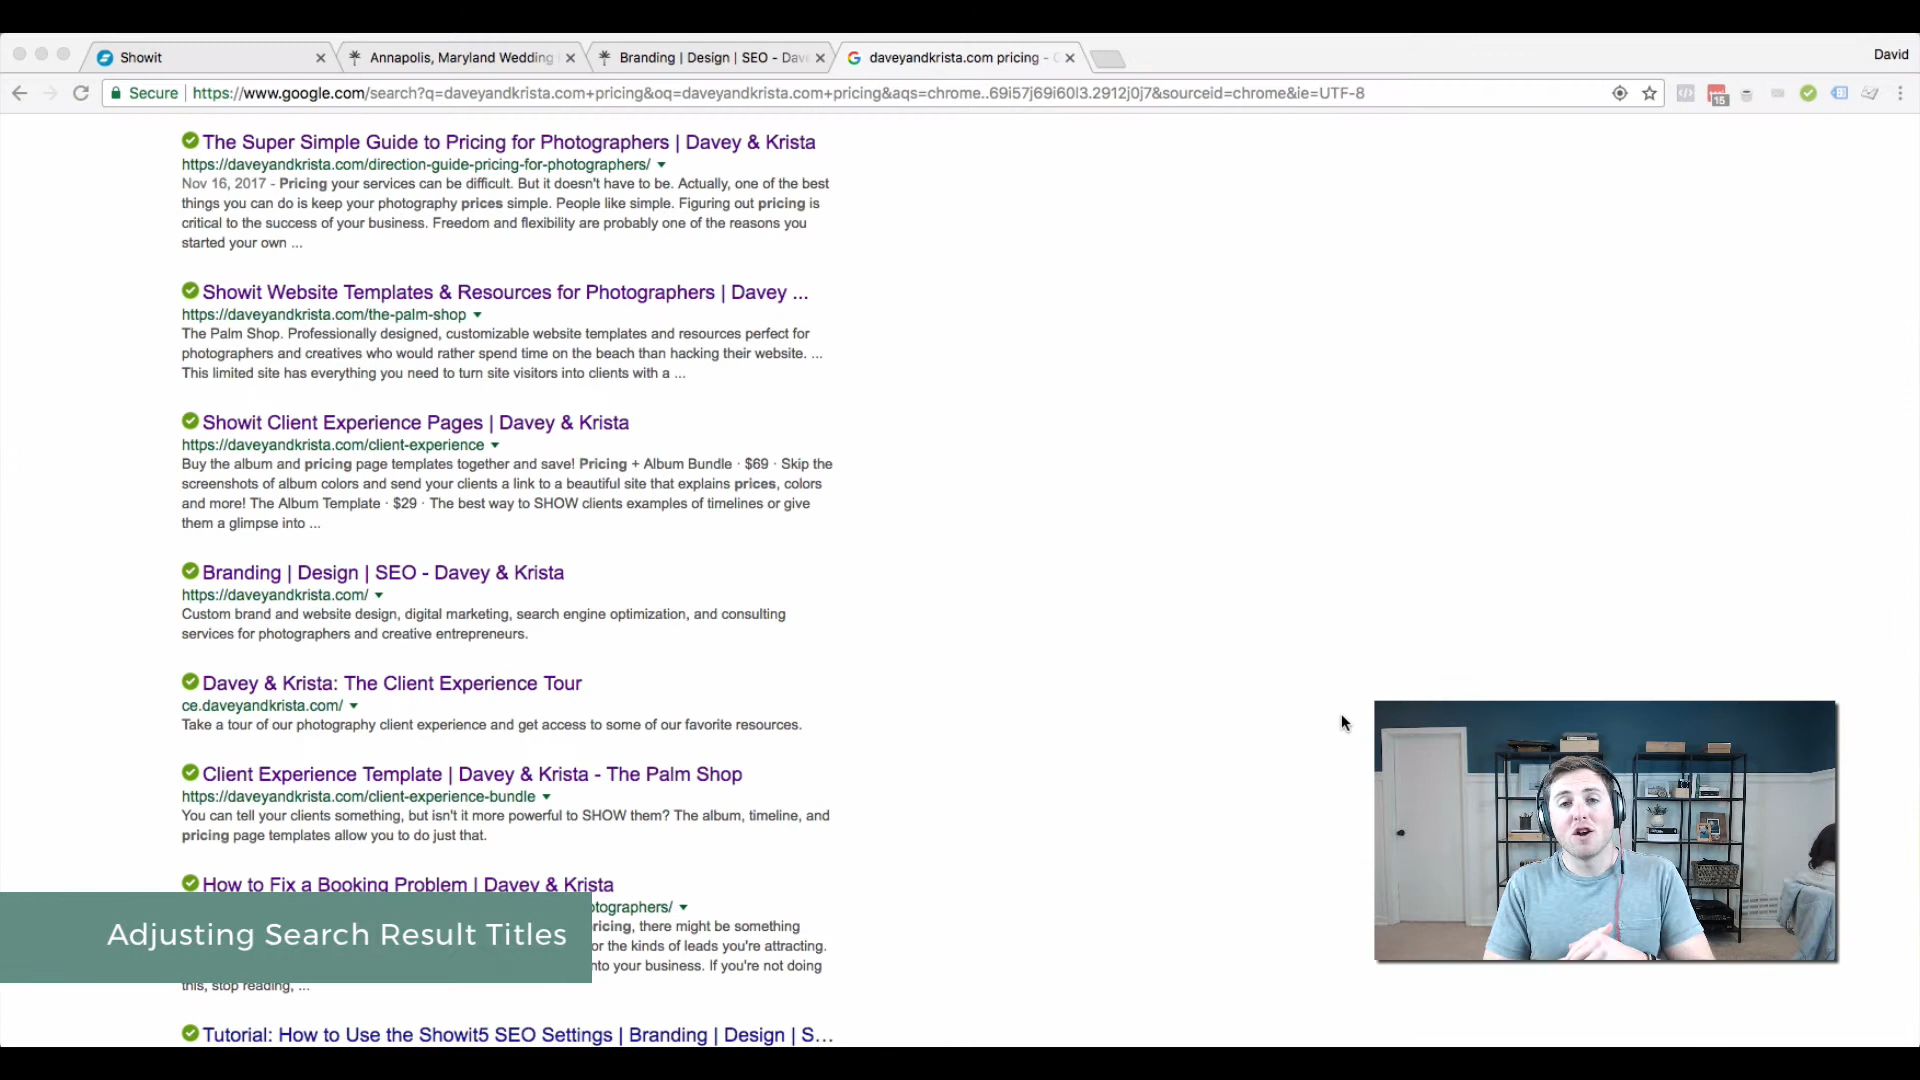 Showit
Annapolis, Maryland Wedding
Branding | Design | SEO - Dav
daveyandkrista.com pricing -
David
Secure
https://www.google.com/search?q=daveyandkrista.com+pricing&oq=daveyandkrista.com+pricing&aqs=chrome..69i57j69i60l3.2912j0j7&sourceid=chrome&ie=UTF-8
15
The Super Simple Guide to Pricing for Photographers | Davey & Krista
https://daveyandkrista.com/direction-guide-pricing-for-photographers/
Nov 16, 2017 - Pricing your services can be difficult. But it doesn't have to be. Actually, one of the best
things you can do is keep your photography prices simple. People like simple. Figuring out pricing is
critical to the success of your business. Freedom and flexibility are probably one of the reasons you
started your own ...
Showit Website Templates & Resources for Photographers | Davey ...
https://daveyandkrista.com/the-palm-shop
The Palm Shop. Professionally designed, customizable website templates and resources perfect for
photographers and creatives who would rather spend time on the beach than hacking their website. ...
This limited site has everything you need to turn site visitors into clients with a ...
Showit Client Experience Pages | Davey & Krista
https://daveyandkrista.com/client-experience
Buy the album and pricing page templates together and save! Pricing + Album Bundle · $69 · Skip the
screenshots of album colors and send your clients a link to a beautiful site that explains prices, colors
and more! The Album Template · $29 · The best way to SHOW clients examples of timelines or give
them a glimpse into ...
Branding | Design | SEO - Davey & Krista
https://daveyandkrista.com/
Custom brand and website design, digital marketing, search engine optimization, and consulting
services for photographers and creative entrepreneurs.
Davey & Krista: The Client Experience Tour
ce.daveyandkrista.com/
Take a tour of our photography client experience and get access to some of our favorite resources.
Client Experience Template | Davey & Krista - The Palm Shop
https://daveyandkrista.com/client-experience-bundle
You can tell your clients something, but isn't it more powerful to SHOW them? The album, timeline, and
pricing page templates allow you to do just that.
How to Fix a Booking Problem | Davey & Krista
tographers/
ricing, there might be something
or the kinds of leads you're attracting.
nto your business. If you're not doing
this, stop reading, ...
Adjusting Search Result Titles
Tutorial: How to Use the Showit5 SEO Settings | Branding | Design | S...